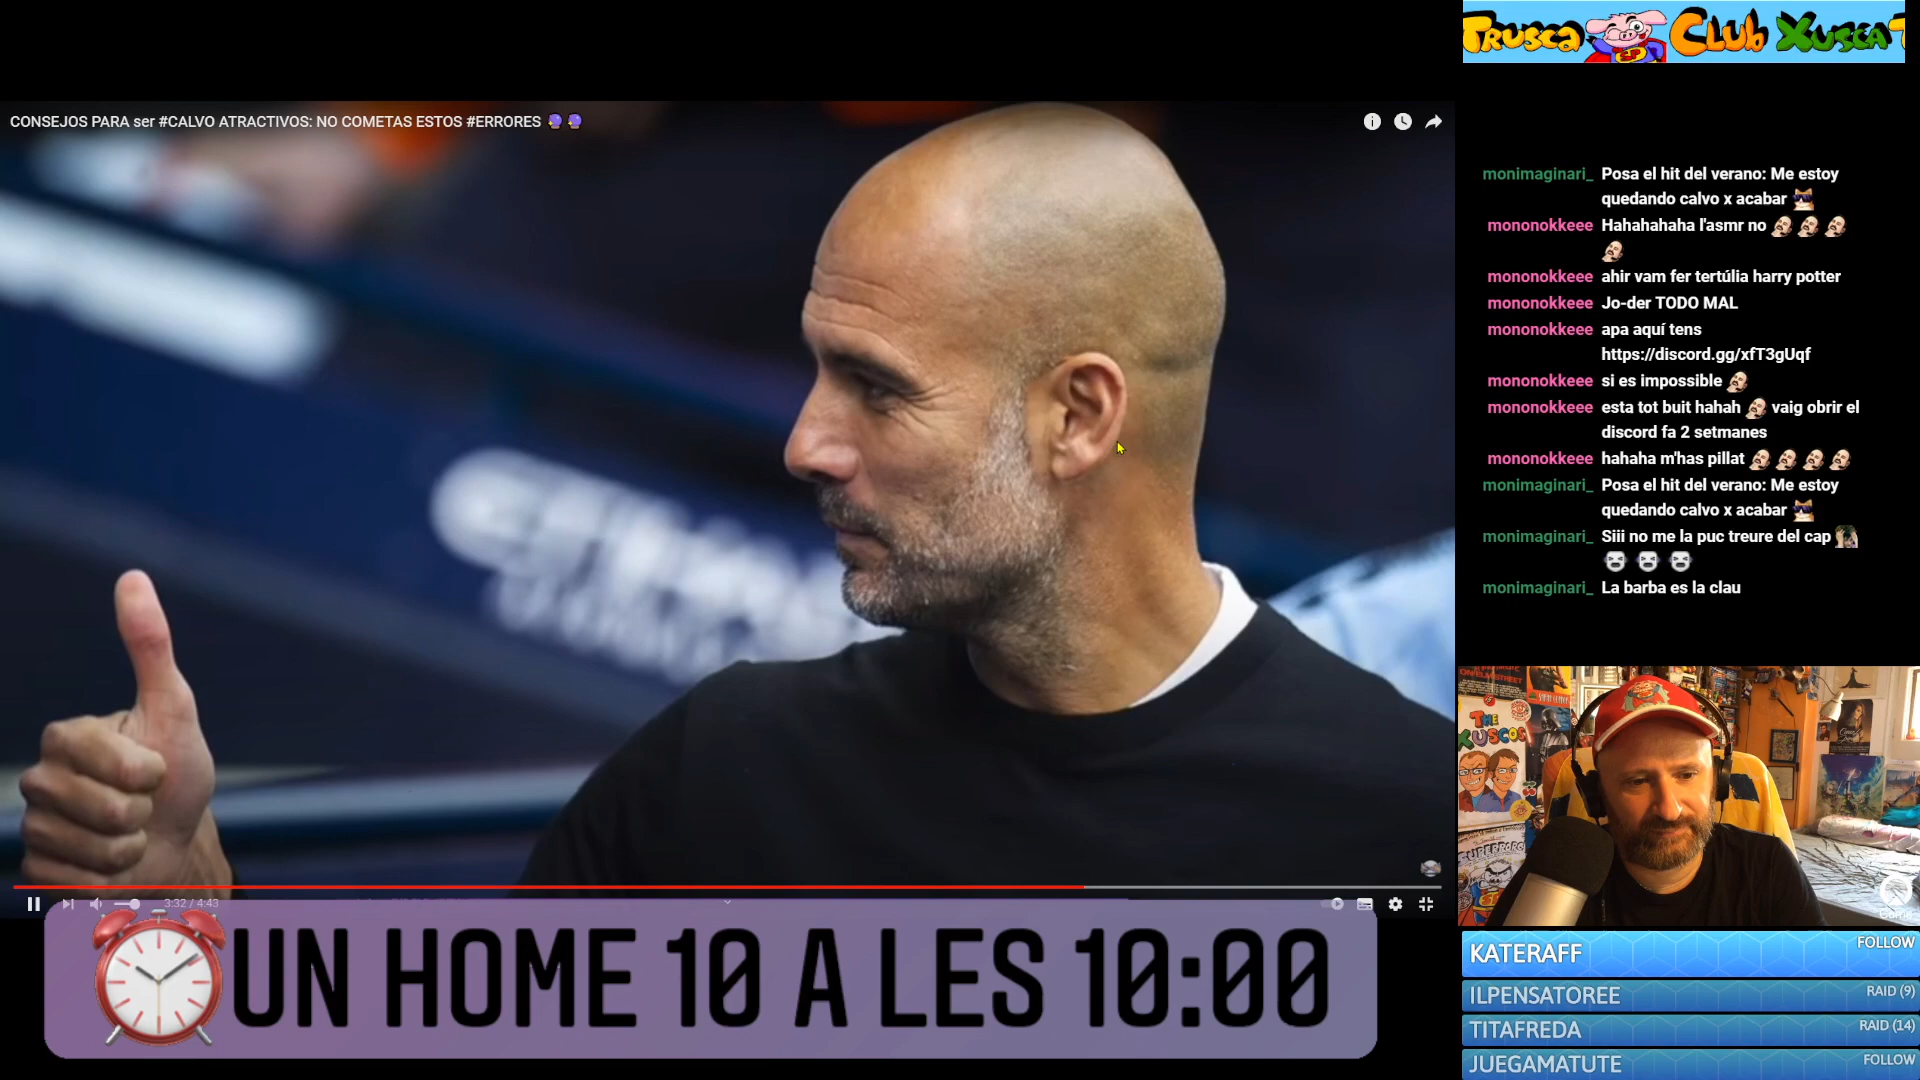 TRUSCA Club XUSCA
CONSEJOS PARA ser #CALVO ATRACTIVOS: NO COMETAS ESTOS #ERRORES
monimaginari_ Posa el hit del verano: Me estoy
quedando calvo x acabar
mononokkeee Hahahahaha l'asmr no
mononokkeee ahir vam fer tertúlia harry potter
mononokkeee Jo-der TODO MAL
mononokkeee apa aquí tens
https://discord.gg/xfT3gUqf
mononokkeee si es impossible
mononokkeee esta tot buit hahah vaig obrir el
discord fa 2 setmanes
mononokkeee hahaha m'has pillat
monimaginari_ Posa el hit del verano: Me estoy
quedando calvo x acabar
monimaginari_ Siii no me la puc treure del cap
monimaginari_ La barba es la clau
THE
XUSCOS
SUPERPORC
3:32 / 4:43
UN HOME 10 A LES 10:00
KATERAFF FOLLOW
ILPENSATOREE RAID (9)
TITAFREDA RAID (14)
JUEGAMATUTE FOLLOW